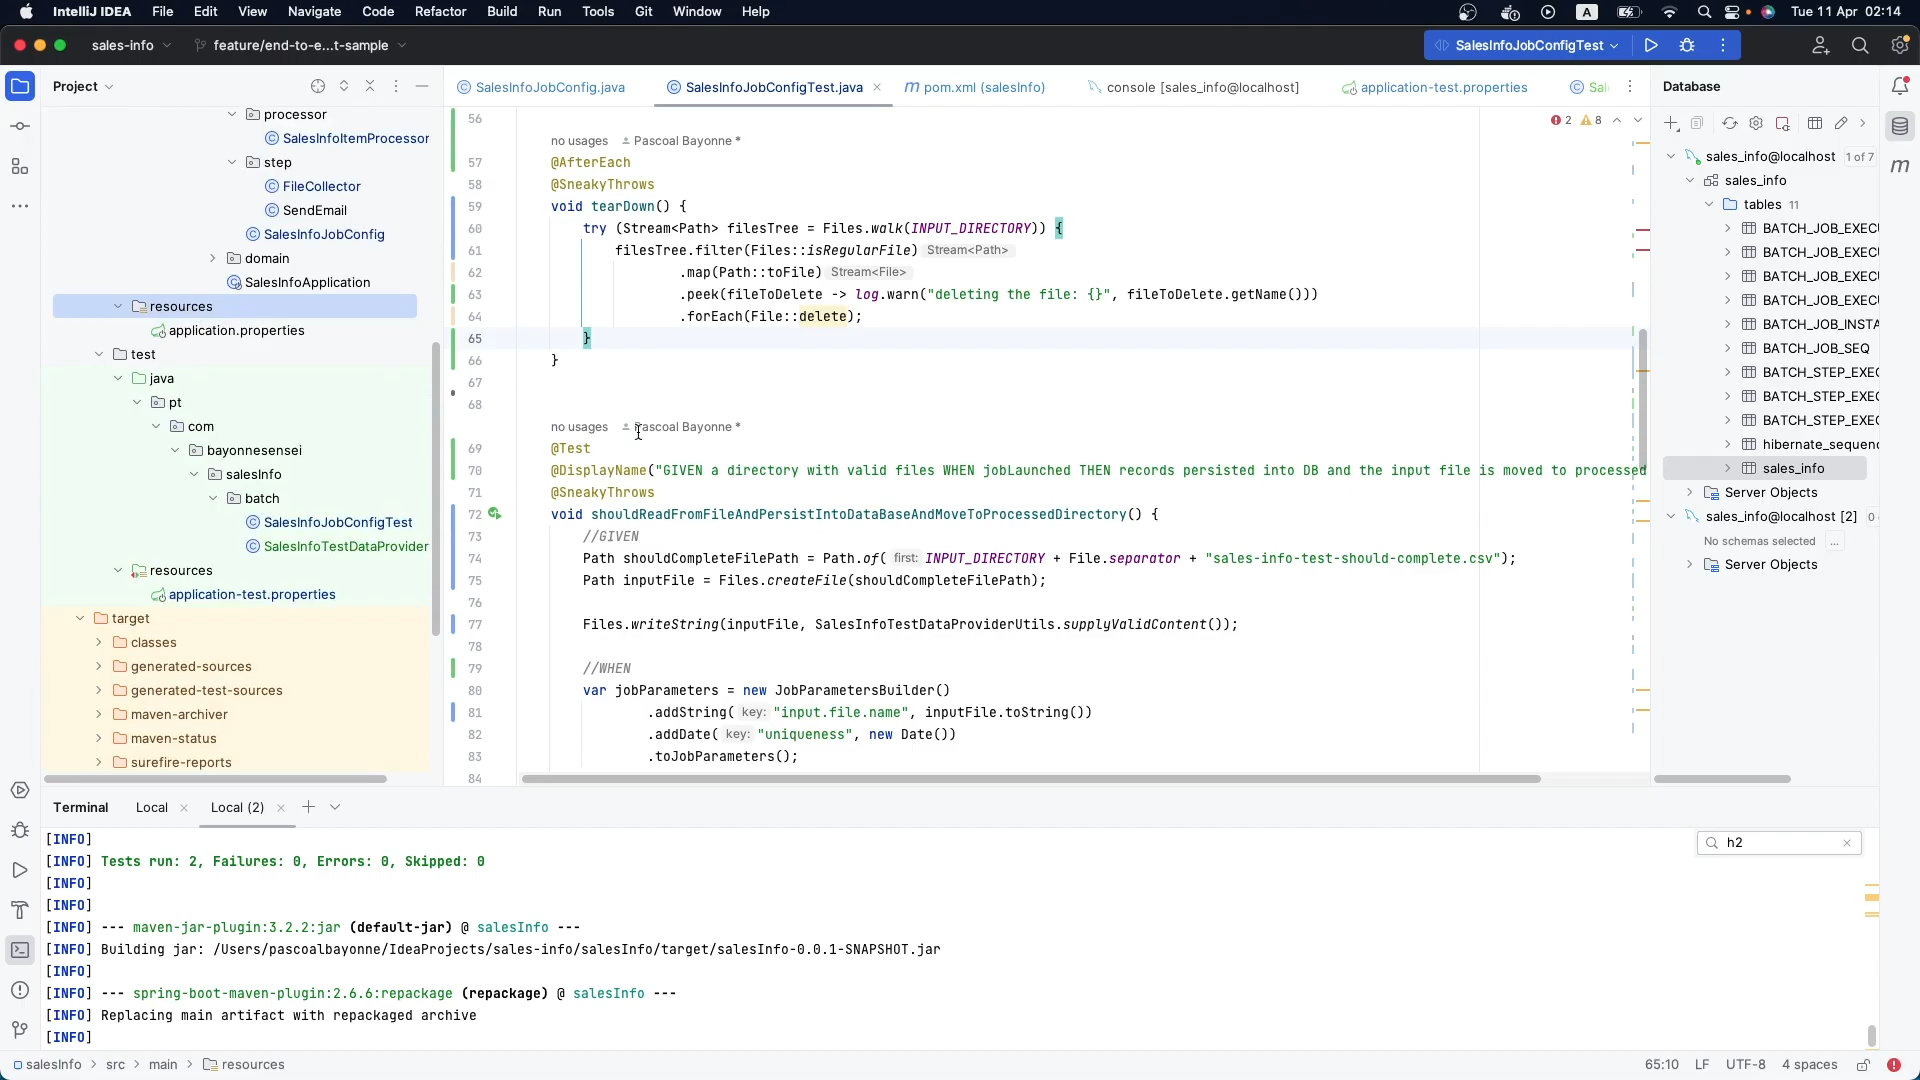 IntelliJ IDEA File Edit View Navigate Code Refactor Build Run Tools Git Window Help A Tue 11 Apr 02:14
sales-info feature/end-to-e...t-sample SalesInfoJobConfigTest
Project
processor
SalesInfoItemProcessor
step
FileCollector
SendEmail
SalesInfoJobConfig
domain
SalesInfoApplication
resources
application.properties
test
java
pt
com
bayonnesensei
salesInfo
batch
SalesInfoJobConfigTest
SalesInfoTestDataProvider
resources
application-test.properties
target
classes
generated-sources
generated-test-sources
maven-archiver
maven-status
surefire-reports
SalesInfoJobConfig.java SalesInfoJobConfigTest.java pom.xml (salesInfo) console [sales_info@localhost] application-test.properties Sal
2 8
56
no usages Pascoal Bayonne *
57 @AfterEach
58 @SneakyThrows
59 void tearDown() {
60 try (Stream<Path> filesTree = Files.walk(INPUT_DIRECTORY)) {
61 filesTree.filter(Files::isRegularFile) Stream<Path>
62 .map(Path::toFile) Stream<File>
63 .peek(fileToDelete -> log.warn("deleting the file: {}", fileToDelete.getName()))
64 .forEach(File::delete);
65 }
66 }
67
68
no usages Pascoal Bayonne *
69 @Test
70 @DisplayName("GIVEN a directory with valid files WHEN jobLaunched THEN records persisted into DB and the input file is moved to processed
71 @SneakyThrows
72 void shouldReadFromFileAndPersistIntoDataBaseAndMoveToProcessedDirectory() {
73 //GIVEN
74 Path shouldCompleteFilePath = Path.of( first: INPUT_DIRECTORY + File.separator + "sales-info-test-should-complete.csv");
75 Path inputFile = Files.createFile(shouldCompleteFilePath);
76
77 Files.writeString(inputFile, SalesInfoTestDataProviderUtils.supplyValidContent());
78
79 //WHEN
80 var jobParameters = new JobParametersBuilder()
81 .addString( key: "input.file.name", inputFile.toString())
82 .addDate( key: "uniqueness", new Date())
83 .toJobParameters();
84
Database
sales_info@localhost 1 of 7
sales_info
tables 11
BATCH_JOB_EXECU
BATCH_JOB_EXECU
BATCH_JOB_EXECU
BATCH_JOB_EXECU
BATCH_JOB_INSTA
BATCH_JOB_SEQ
BATCH_STEP_EXEC
BATCH_STEP_EXEC
BATCH_STEP_EXEC
hibernate_sequenc
sales_info
Server Objects
sales_info@localhost [2] 0
No schemas selected ...
Server Objects
m
Terminal Local Local (2)
[INFO]
[INFO] Tests run: 2, Failures: 0, Errors: 0, Skipped: 0
[INFO]
[INFO]
[INFO] --- maven-jar-plugin:3.2.2:jar (default-jar) @ salesInfo ---
[INFO] Building jar: /Users/pascoalbayonne/IdeaProjects/sales-info/salesInfo/target/salesInfo-0.0.1-SNAPSHOT.jar
[INFO]
[INFO] --- spring-boot-maven-plugin:2.6.6:repackage (repackage) @ salesInfo ---
[INFO] Replacing main artifact with repackaged archive
[INFO]
h2
salesInfo > src > main > resources 65:10 LF UTF-8 4 spaces